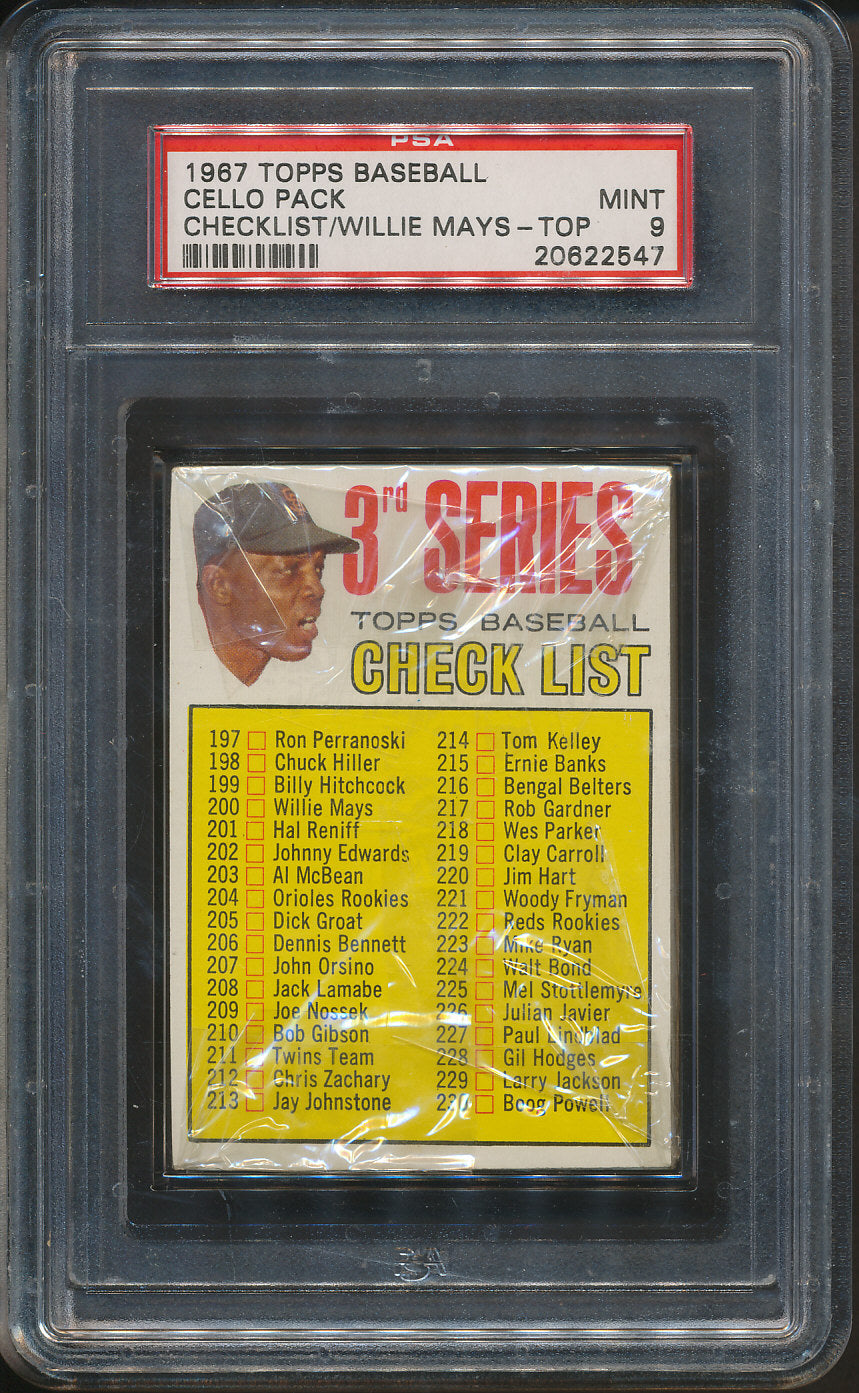 PSA
1967 TOPPS BASEBALL
CELLO PACK MINT
CHECKLIST/WILLIE MAYS-TOP 9
20622547
3
3rd SERIES
TOPPS BASEBALL
CHECK LIST
197 Ron Perranoski
198 Chuck Hiller
199 Billy Hitchcock
200 Willie Mays
201 Hal Reniff
202 Johnny Edwards
203 Al McBean
204 Orioles Rookies
205 Dick Groat
206 Dennis Bennett
207 John Orsino
208 Jack Lamabe
209 Joe Nossek
210 Bob Gibson
211 Twins Team
212 Chris Zachary
213 Jay Johnstone
214 Tom Kelley
215 Ernie Banks
216 Bengal Belters
217 Rob Gardner
218 Wes Parker
219 Clay Carroll
220 Jim Hart
221 Woody Fryman
222 Reds Rookies
223 Mike Ryan
224 Walt Bond
225 Mel Stottlemyre
226 Julian Javier
227 Paul Lindblad
228 Gil Hodges
229 Larry Jackson
230 Boog Powell
PSA